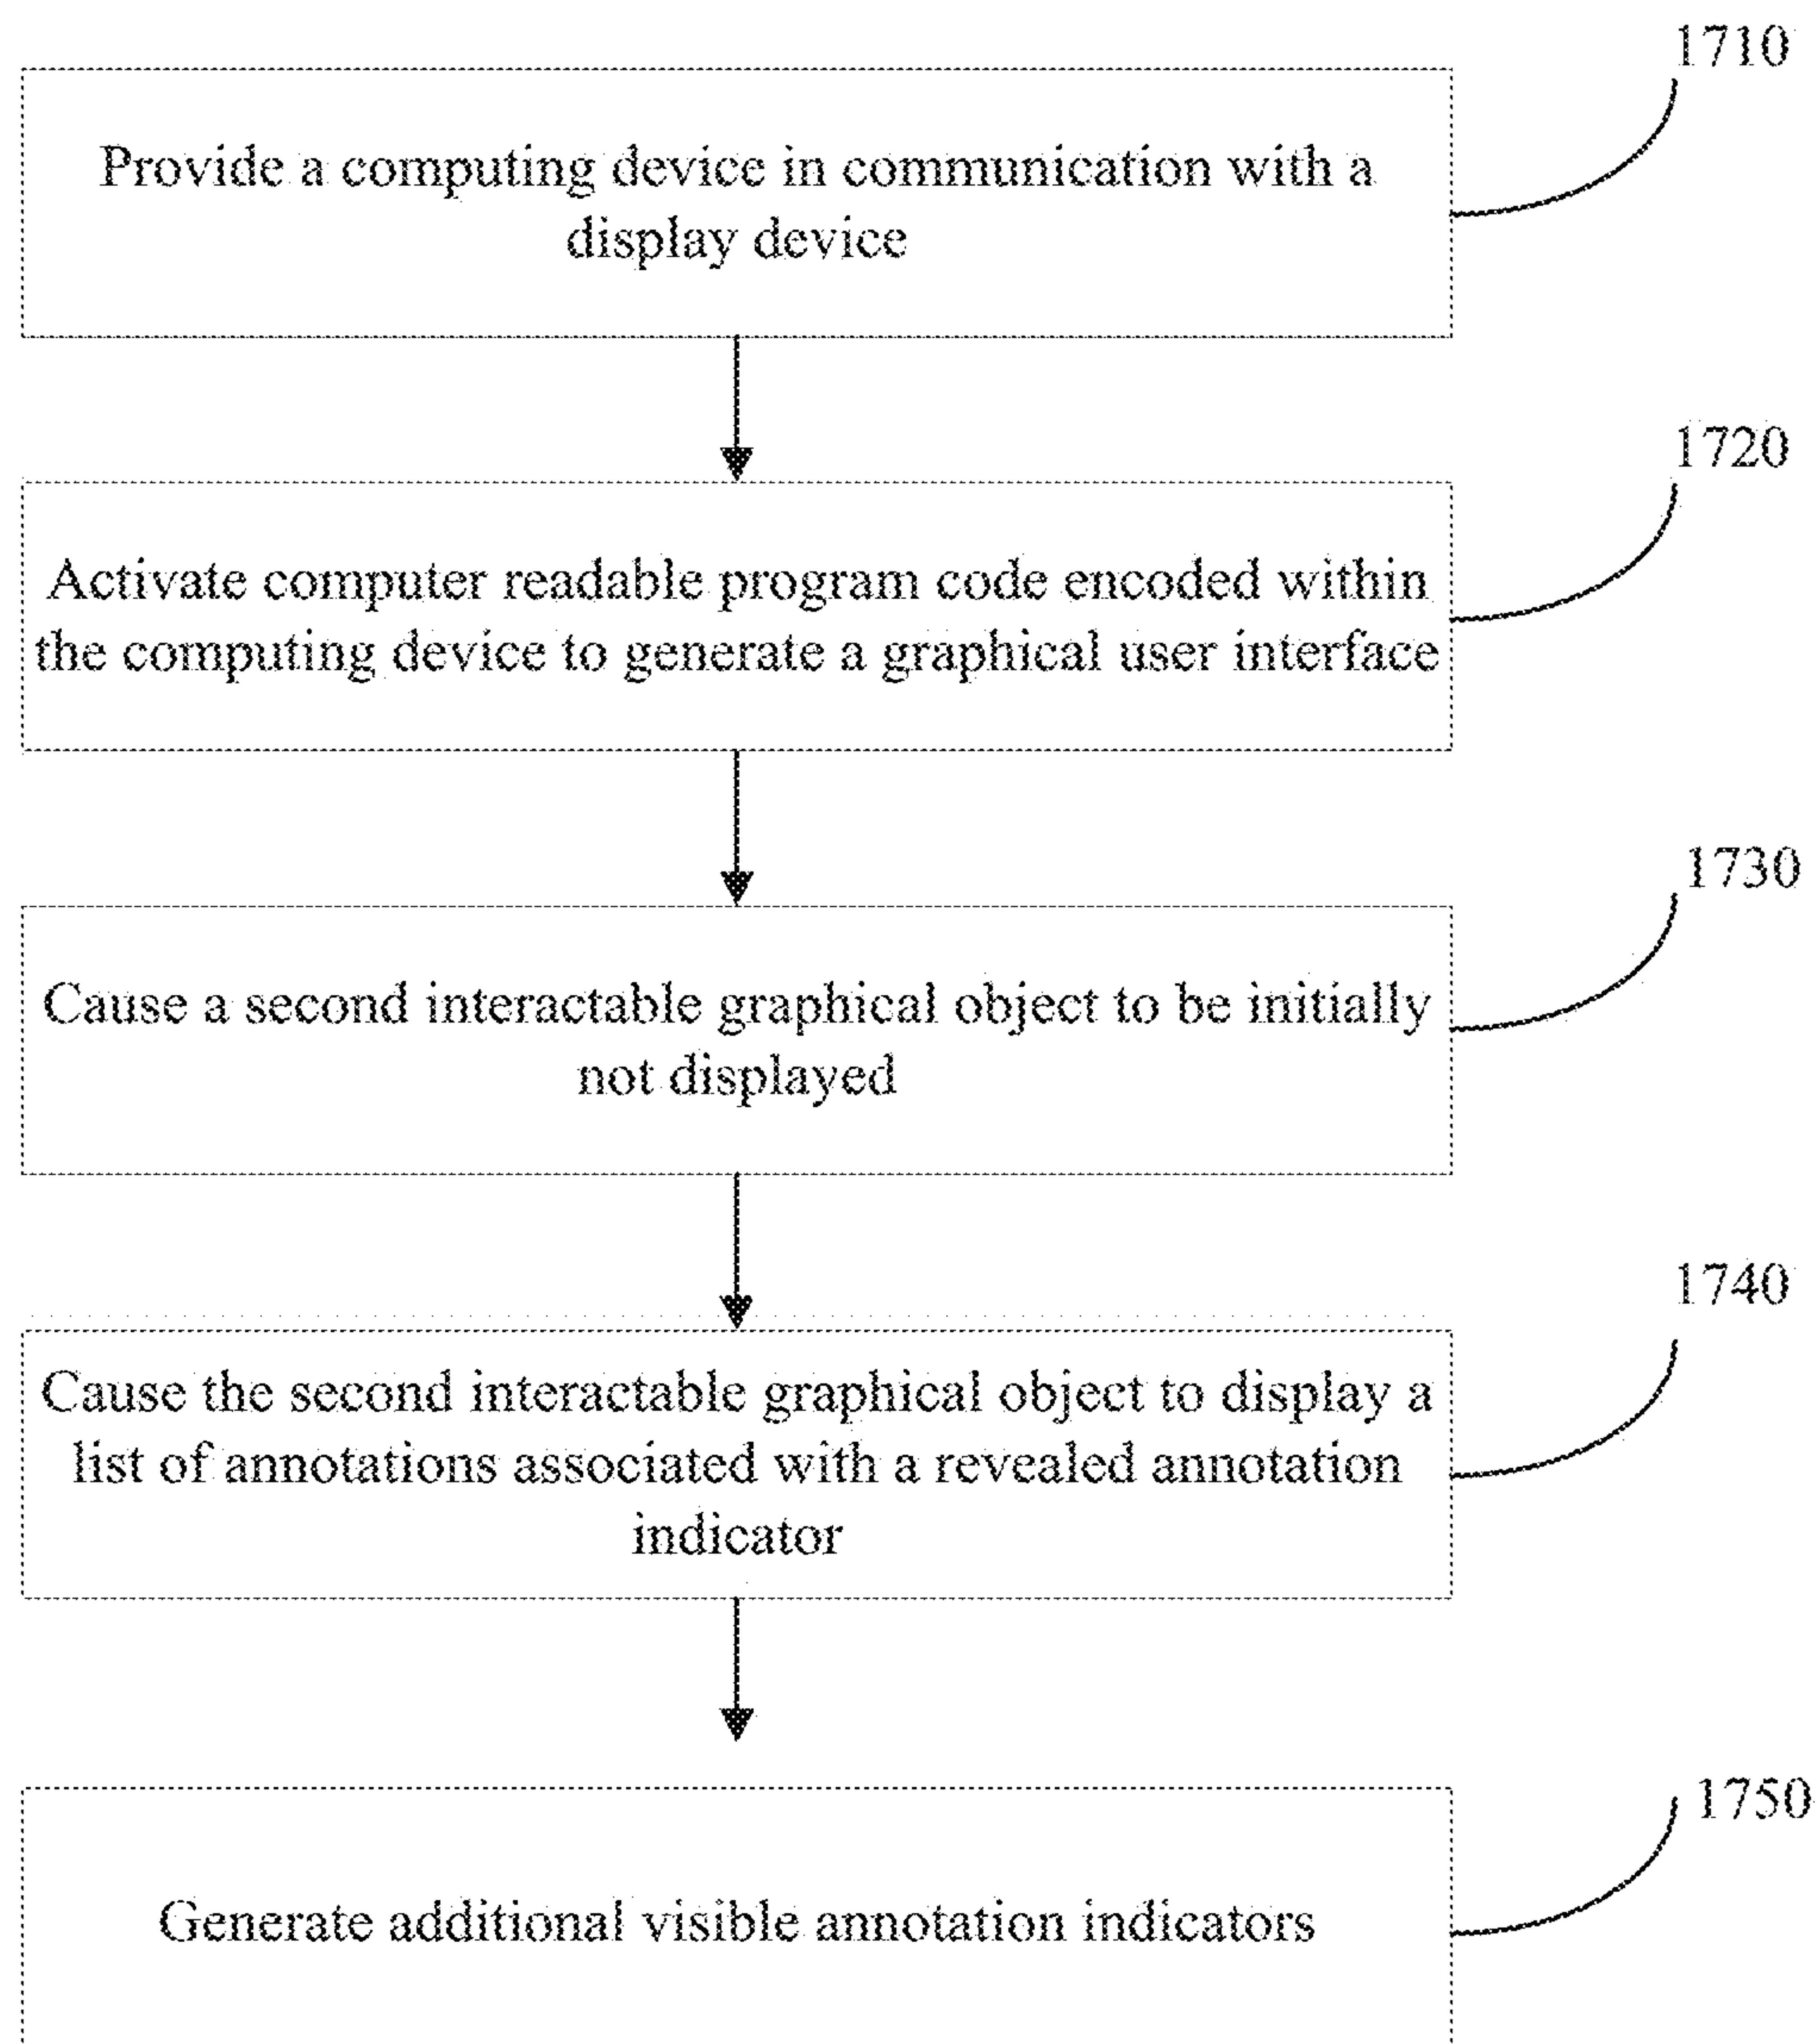 1710
Provide a computing device in communication with a
display device
1720
Activate computer readable program code encoded within
the computing device to generate a graphical user interface
1730
Cause a second interactable graphical object to be initially
not displayed
1740
Cause the second interactable graphical object to display a
list of annotations associated with a revealed annotation
indicator
1750
Generate additional visible annotation indicators